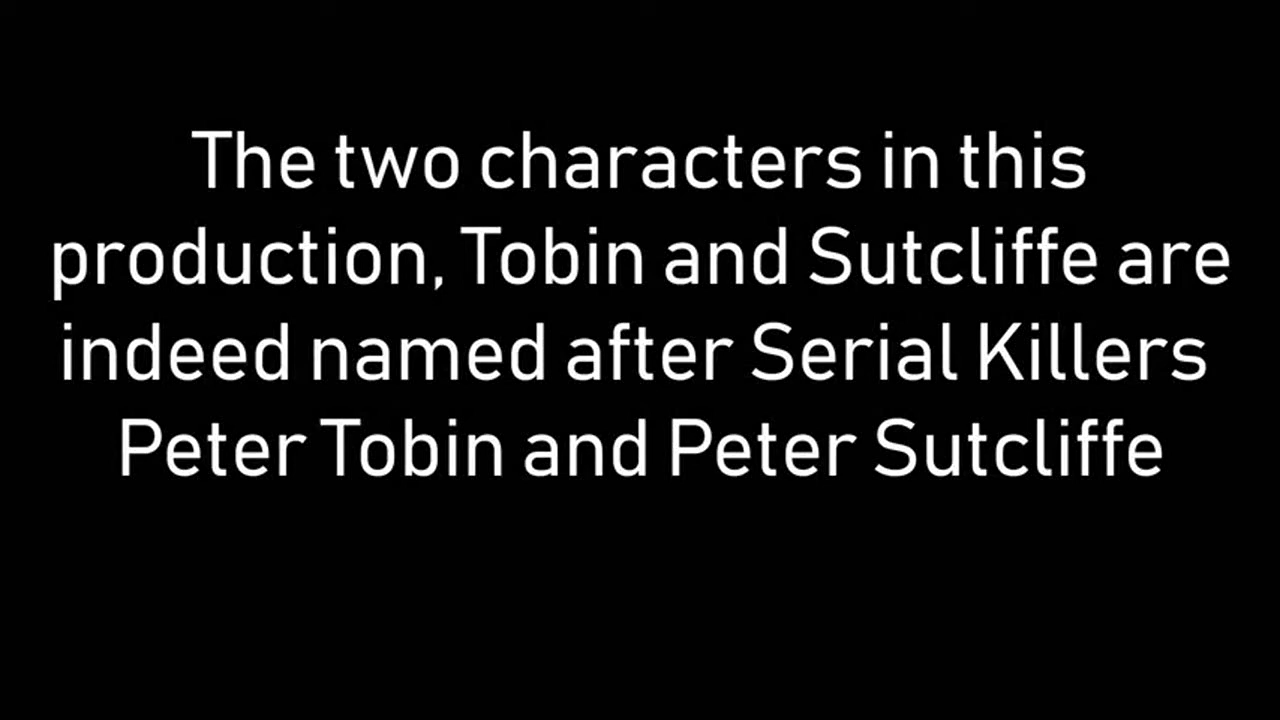 The two characters in this
production, Tobin and Sutcliffe are
indeed named after Serial Killers
Peter Tobin and Peter Sutcliffe